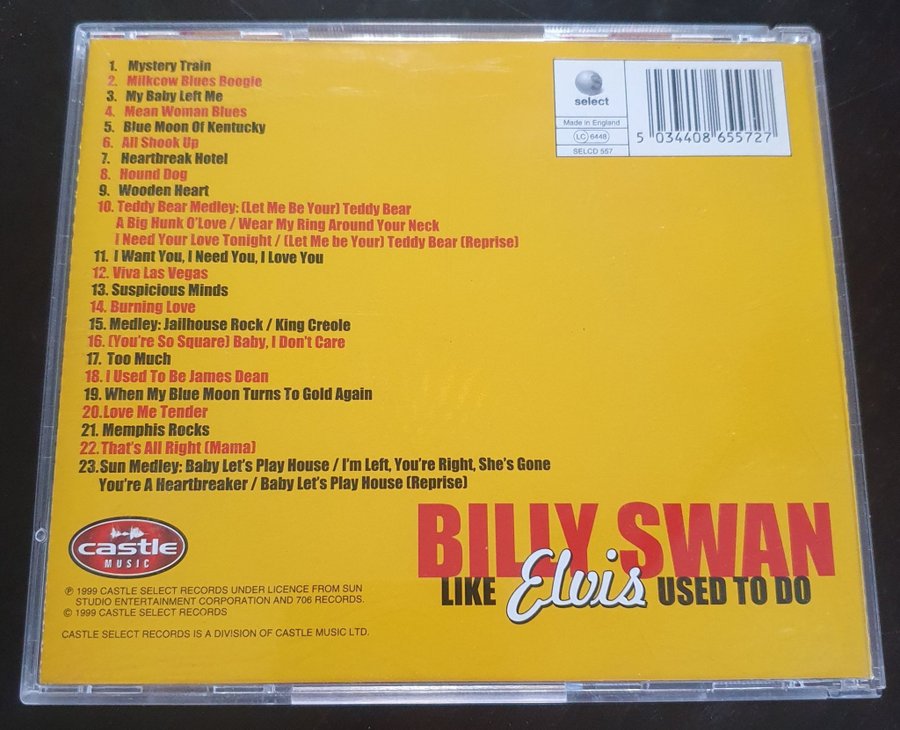 1. Mystery Train
2. Milkcow Blues Boogie
3. My Baby Left Me
4. Mean Woman Blues
5. Blue Moon Of Kentucky
6. All Shook Up
7. Heartbreak Hotel
8. Hound Dog
9. Wooden Heart
10. Teddy Bear Medley: (Let Me Be Your) Teddy Bear
A Big Hunk O'Love / Wear My Ring Around Your Neck
I Need Your Love Tonight / (Let Me be Your) Teddy Bear (Reprise)
11. I Want You, I Need You, I Love You
12. Viva Las Vegas
13. Suspicious Minds
14. Burning Love
15. Medley: Jailhouse Rock / King Creole
16. (You're So Square) Baby, I Don't Care
17. Too Much
18. I Used To Be James Dean
19. When My Blue Moon Turns To Gold Again
20. Love Me Tender
21. Memphis Rocks
22. That's All Right (Mama)
23. Sun Medley: Baby Let's Play House / I'm Left, You're Right, She's Gone
You're A Heartbreaker / Baby Let's Play House (Reprise)
select
Made in England
LC 6448
SELCD 557
5 034408 655727
castle
MUSIC
℗ 1999 CASTLE SELECT RECORDS UNDER LICENCE FROM SUN
STUDIO ENTERTAINMENT CORPORATION AND 706 RECORDS.
© 1999 CASTLE SELECT RECORDS
CASTLE SELECT RECORDS IS A DIVISION OF CASTLE MUSIC LTD.
BILLY SWAN
LIKE Elvis USED TO DO